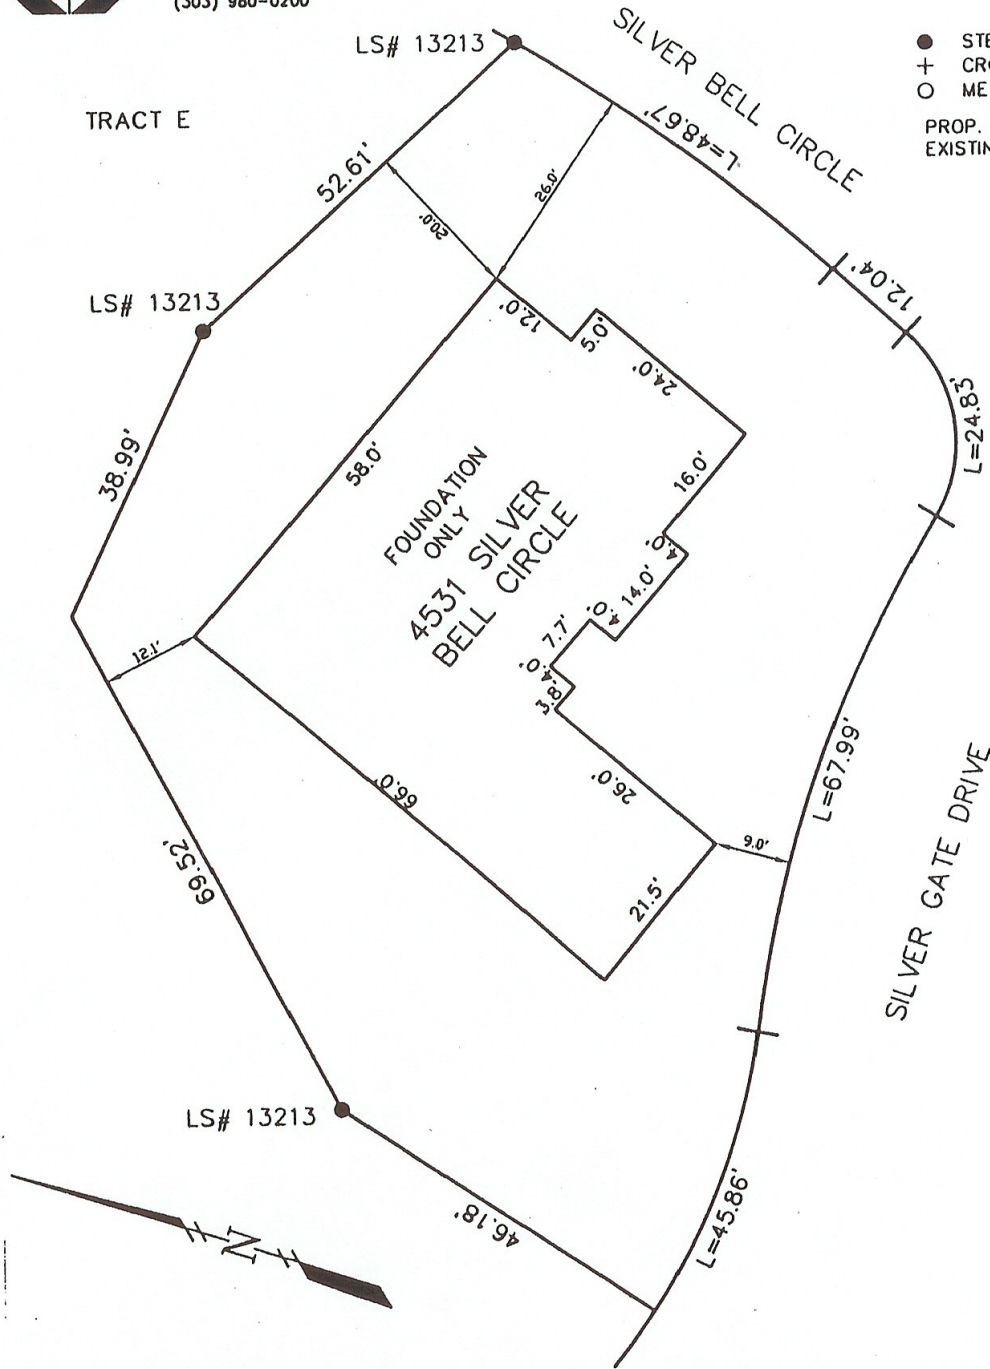 (303) 980-0200
LS# 13213
SILVER BELL CIRCLE
STE
CRO
ME
PROP.
EXISTIN
TRACT E
52.61'
L=48.67'
26.0'
20.0'
12.04'
LS# 13213
12.0'
5.0'
24.0'
L=24.83'
38.99'
58.0'
16.0'
FOUNDATION
ONLY
4531 SILVER
BELL CIRCLE
4.0'
14.0'
4.0'
7.7'
4.0'
3.8'
12.1'
66.0'
26.0'
L=67.99'
9.0'
69.52'
21.5'
SILVER GATE DRIVE
LS# 13213
46.18'
L=45.86'
N